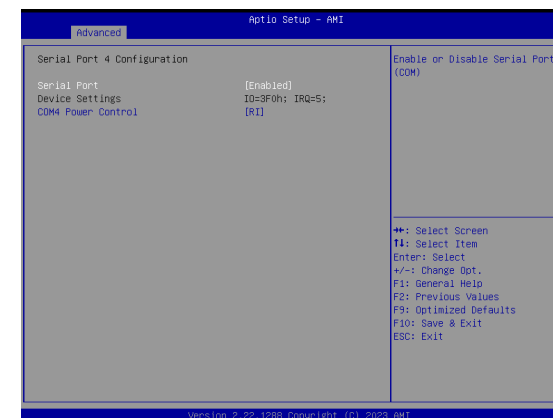 Aptio Setup - AMI
Advanced
Serial Port 4 Configuration
Serial Port [Enabled]
Device Settings IO=3F0h; IRQ=5;
COM4 Power Control [RI]
Enable or Disable Serial Port
(COM)
→←: Select Screen
↑↓: Select Item
Enter: Select
+/-: Change Opt.
F1: General Help
F2: Previous Values
F9: Optimized Defaults
F10: Save & Exit
ESC: Exit
Version 2.22.1288 Copyright (C) 2023 AMI